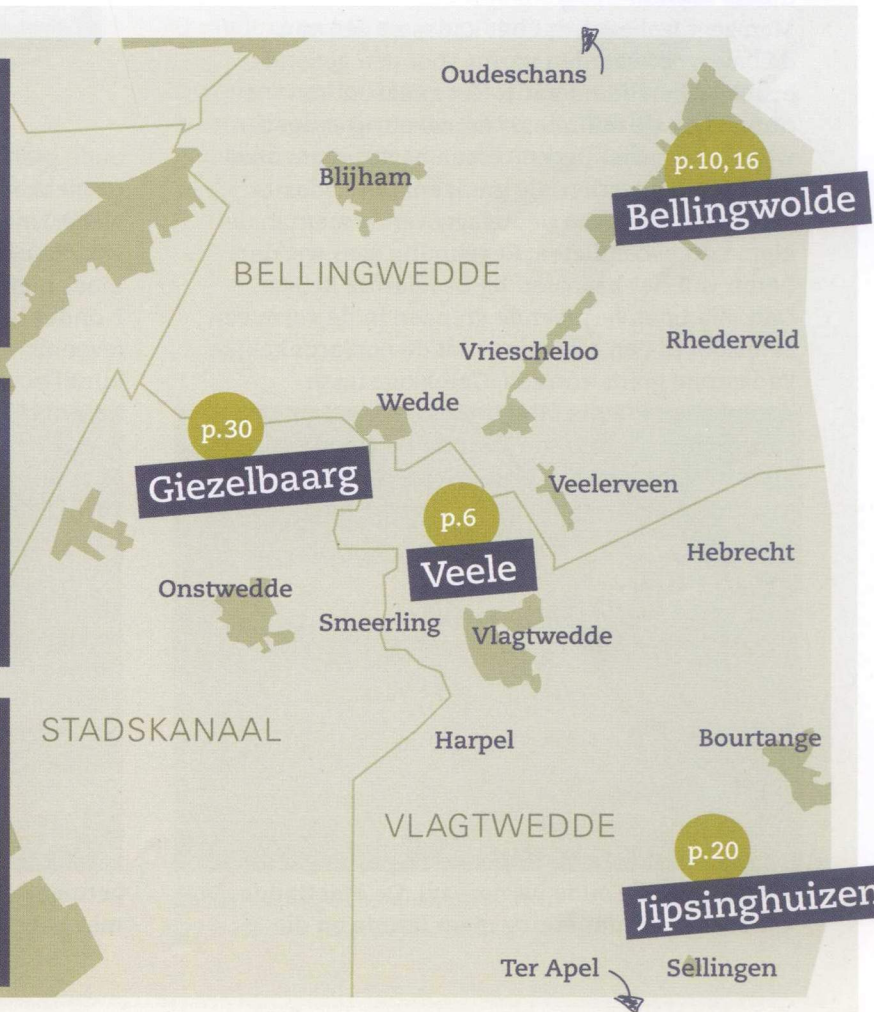 Oudeschans
p.10, 16
Blijham
Bellingwolde
BELLINGWEDDE
Vriescheloo
Rhederveld
Wedde
p.30
Giezelbaarg
Veelerveen
p.6
Hebrecht
Veele
Onstwedde
Smeerling
Vlagtwedde
STADSKANAAL
Harpel
Bourtange
VLAGTWEDDE
p.20
Jipsinghuizen
Ter Apel
Sellingen